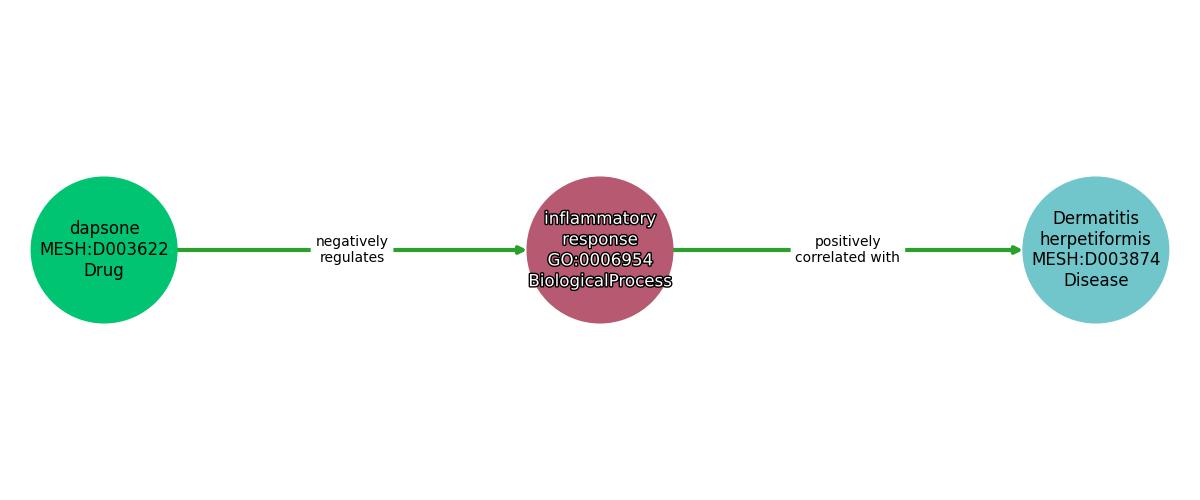 dapsone
MESH:D003622
Drug
negatively
regulates
inflammatory
response
GO:0006954
BiologicalProcess
positively
correlated with
Dermatitis
herpetiformis
MESH:D003874
Disease